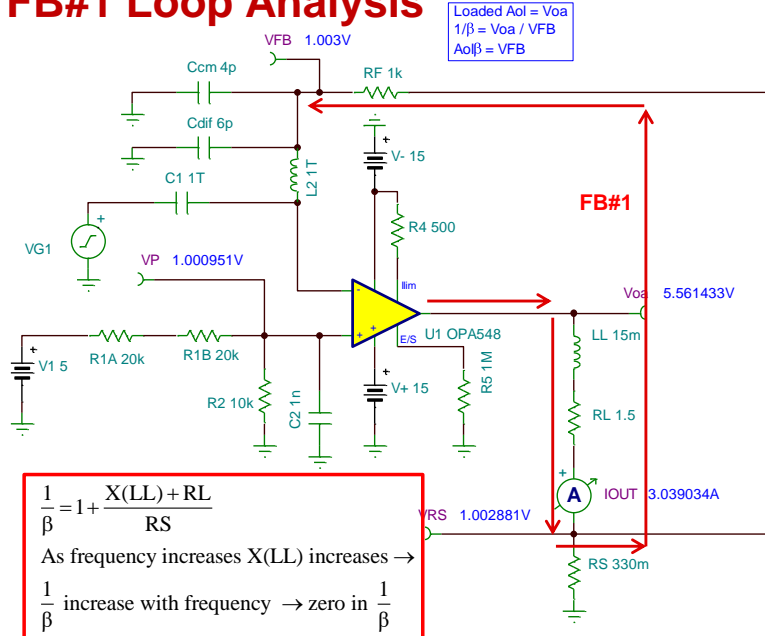 FB#1 Loop Analysis
Loaded Aol = Voa
1/β = Voa / VFB
Aolβ = VFB
VFB 1.003V
Ccm 4p
RF 1k
Cdif 6p
V- 15
L2 1T
C1 1T
FB#1
R4 500
VG1
VP 1.000951V
Ilim
Voa 5.561433V
E/S
U1 OPA548
LL 15m
R1A 20k
R1B 20k
V1 5
V+ 15
R5 1M
R2 10k
C2 1n
RL 1.5
A
IOUT 3.039034A
VRS 1.002881V
RS 330m
1/β = 1 + (X(LL) + RL)/RS
As frequency increases X(LL) increases →
1/β increase with frequency → zero in 1/β